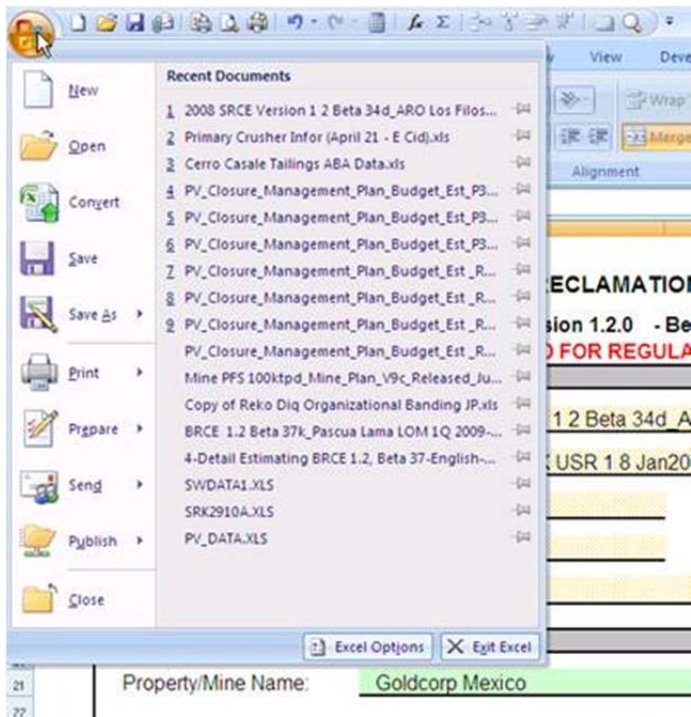 View Deve
New
Open
Convert
Save
Save As
Print
Prepare
Send
Publish
Close
Recent Documents
1 2008 SRCE Version 1 2 Beta 34d_ARO Los Filos...
2 Primary Crusher Infor (April 21 - E Cid).xls
3 Cerro Casale Tailings ABA Data.xls
4 PV_Closure_Management_Plan_Budget_Est_P3...
5 PV_Closure_Management_Plan_Budget_Est_P3...
6 PV_Closure_Management_Plan_Budget_Est_P3...
7 PV_Closure_Management_Plan_Budget_Est _R...
8 PV_Closure_Management_Plan_Budget_Est _R...
9 PV_Closure_Management_Plan_Budget_Est _R...
PV_Closure_Management_Plan_Budget_Est _R...
Mine PFS 100ktpd_Mine_Plan_V9c_Released_Ju...
Copy of Reko Diq Organizational Banding JP.xls
BRCE 1.2 Beta 37k_Pascua Lama LOM 1Q 2009-...
4-Detail Estimating BRCE 1.2, Beta 37-English-...
SWDATA1.XLS
SRK2910A.XLS
PV_DATA.XLS
Excel Options
Exit Excel
Wrap
Merge
Alignment
ECLAMATION
sion 1.2.0 - Be
FOR REGULA
1 2 Beta 34d_A
USR 1 8 Jan20
21 Property/Mine Name: Goldcorp Mexico
22